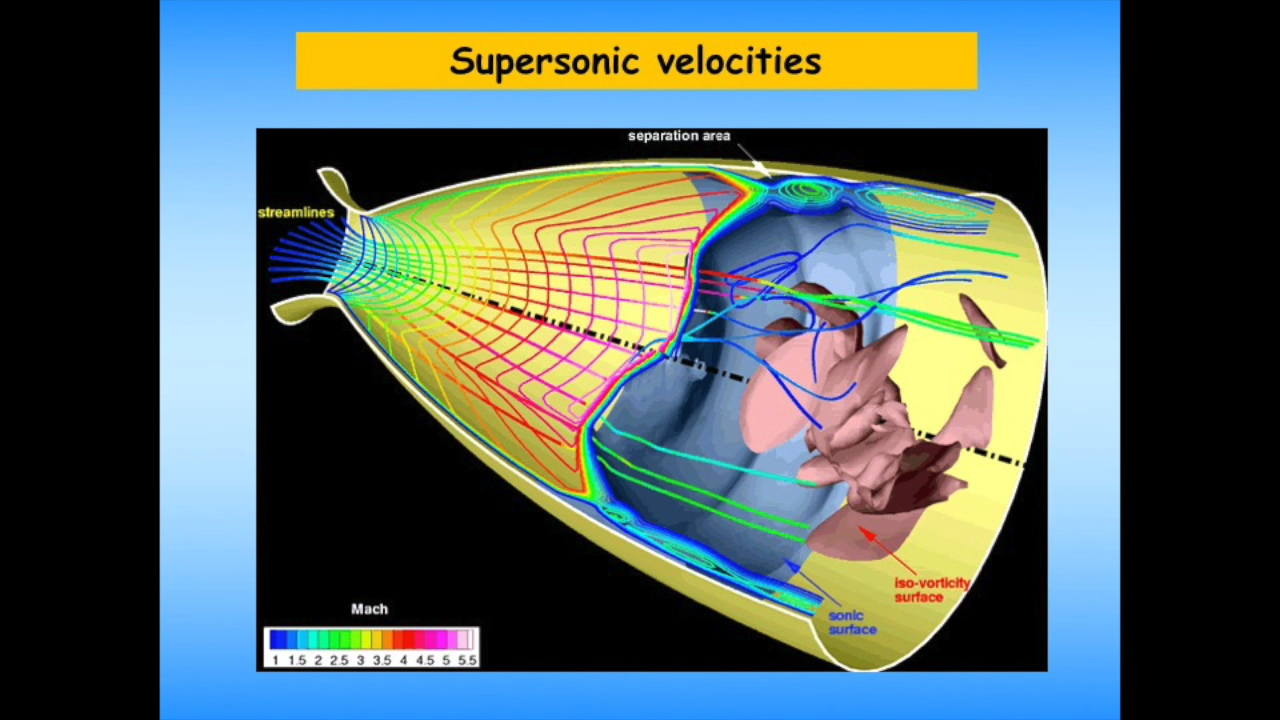 Supersonic velocities
separation area
streamlines
iso-vorticity
surface
sonic
surface
Mach
1 1.5 2 2.5 3 3.5 4 4.5 5 5.5